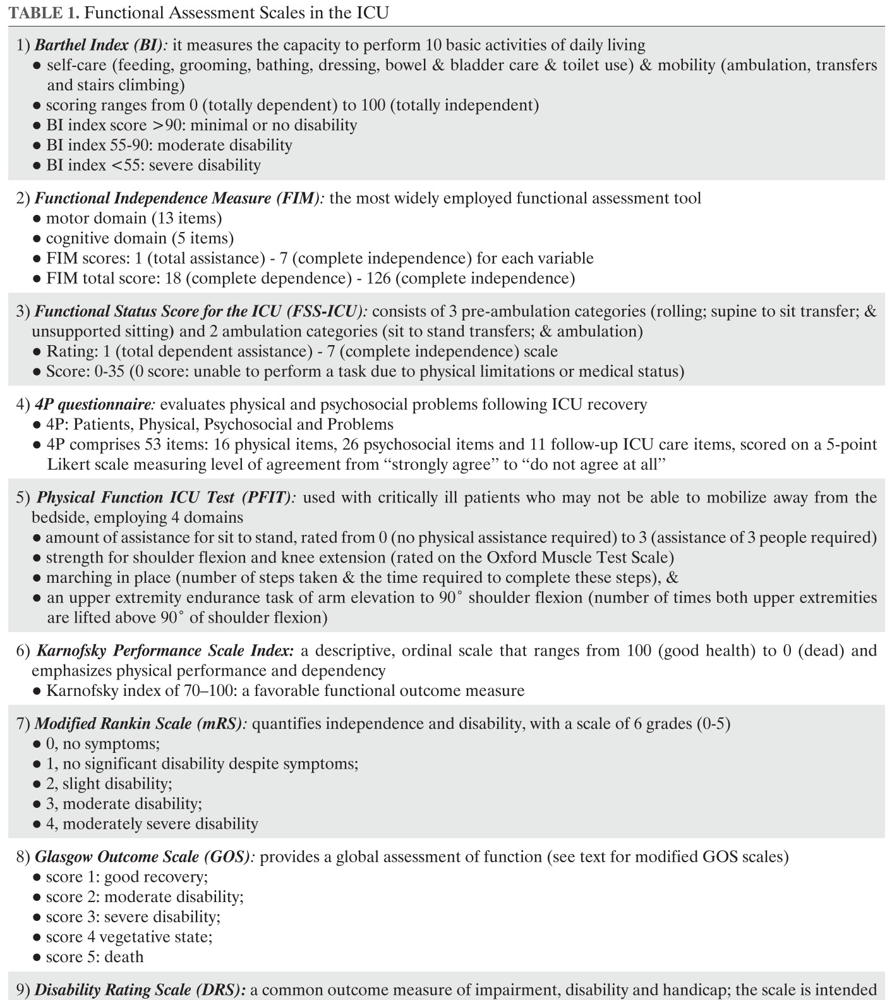 TABLE 1. Functional Assessment Scales in the ICU
1) Barthel Index (BI): it measures the capacity to perform 10 basic activities of daily living
● self-care (feeding, grooming, bathing, dressing, bowel & bladder care & toilet use) & mobility (ambulation, transfers
and stairs climbing)
● scoring ranges from 0 (totally dependent) to 100 (totally independent)
● BI index score >90: minimal or no disability
● BI index 55-90: moderate disability
● BI index <55: severe disability
2) Functional Independence Measure (FIM): the most widely employed functional assessment tool
● motor domain (13 items)
● cognitive domain (5 items)
● FIM scores: 1 (total assistance) - 7 (complete independence) for each variable
● FIM total score: 18 (complete dependence) - 126 (complete independence)
3) Functional Status Score for the ICU (FSS-ICU): consists of 3 pre-ambulation categories (rolling; supine to sit transfer; &
unsupported sitting) and 2 ambulation categories (sit to stand transfers; & ambulation)
● Rating: 1 (total dependent assistance) - 7 (complete independence) scale
● Score: 0-35 (0 score: unable to perform a task due to physical limitations or medical status)
4) 4P questionnaire: evaluates physical and psychosocial problems following ICU recovery
● 4P: Patients, Physical, Psychosocial and Problems
● 4P comprises 53 items: 16 physical items, 26 psychosocial items and 11 follow-up ICU care items, scored on a 5-point
Likert scale measuring level of agreement from “strongly agree” to “do not agree at all”
5) Physical Function ICU Test (PFIT): used with critically ill patients who may not be able to mobilize away from the
bedside, employing 4 domains
● amount of assistance for sit to stand, rated from 0 (no physical assistance required) to 3 (assistance of 3 people required)
● strength for shoulder flexion and knee extension (rated on the Oxford Muscle Test Scale)
● marching in place (number of steps taken & the time required to complete these steps), &
● an upper extremity endurance task of arm elevation to 90° shoulder flexion (number of times both upper extremities
are lifted above 90° of shoulder flexion)
6) Karnofsky Performance Scale Index: a descriptive, ordinal scale that ranges from 100 (good health) to 0 (dead) and
emphasizes physical performance and dependency
● Karnofsky index of 70–100: a favorable functional outcome measure
7) Modified Rankin Scale (mRS): quantifies independence and disability, with a scale of 6 grades (0-5)
● 0, no symptoms;
● 1, no significant disability despite symptoms;
● 2, slight disability;
● 3, moderate disability;
● 4, moderately severe disability
8) Glasgow Outcome Scale (GOS): provides a global assessment of function (see text for modified GOS scales)
● score 1: good recovery;
● score 2: moderate disability;
● score 3: severe disability;
● score 4 vegetative state;
● score 5: death
9) Disability Rating Scale (DRS): a common outcome measure of impairment, disability and handicap; the scale is intended